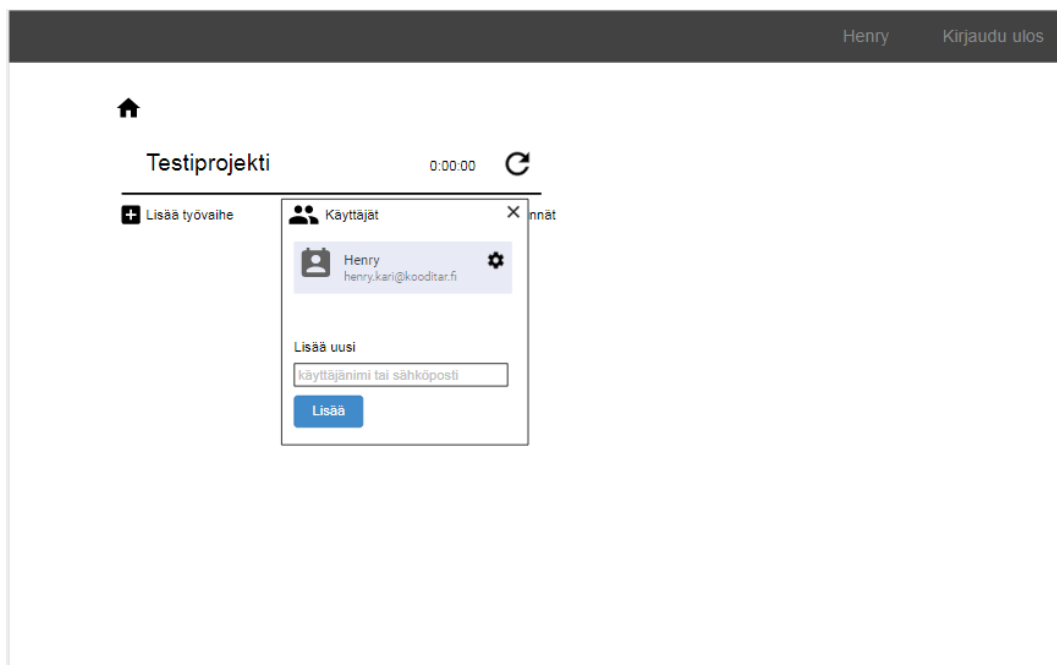 Henry Kirjaudu ulos
Testiprojekti 0:00:00
Lisää työvaihe Käyttäjät nnät
Henry
henry.kari@kooditar.fi
Lisää uusi
käyttäjänimi tai sähköposti
Lisää